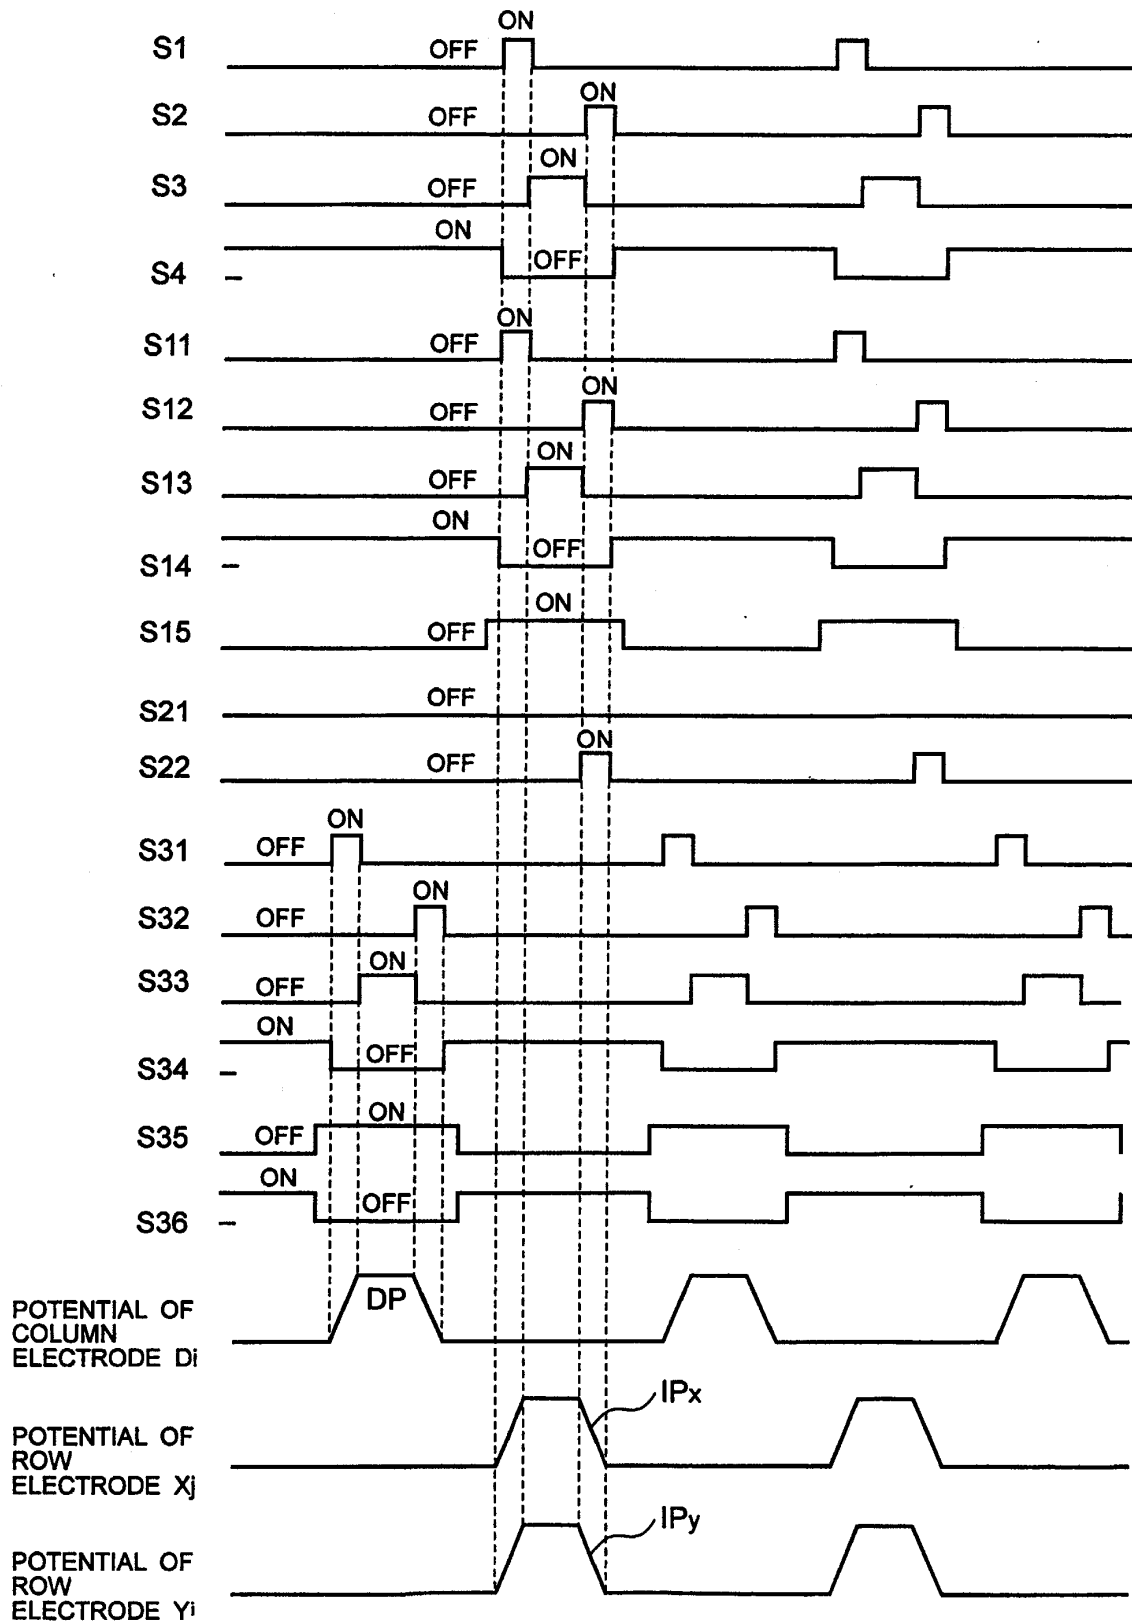 ON
S1 OFF
ON
S2 OFF
ON
S3 OFF
ON
S4 OFF
ON
S11 OFF
ON
S12 OFF
ON
S13 OFF
ON
S14 OFF
ON
S15 OFF
S21 OFF
ON
S22 OFF
ON
S31 OFF
ON
S32 OFF
ON
S33 OFF
ON
S34 OFF
ON
S35 OFF
ON
S36 OFF
DP
POTENTIAL OF
COLUMN
ELECTRODE Di
IPx
POTENTIAL OF
ROW
ELECTRODE Xj
IPy
POTENTIAL OF
ROW
ELECTRODE Yi